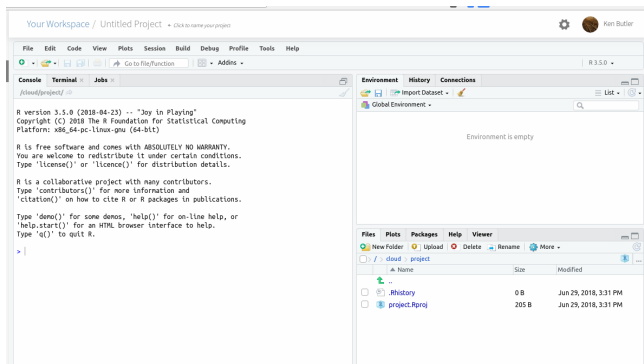 Your Workspace / Untitled Project • Click to name your project
Ken Butler
File Edit Code View Plots Session Build Debug Profile Tools Help
Go to file/function Addins
R 3.5.0
Console Terminal Jobs
/cloud/project/
R version 3.5.0 (2018-04-23) -- "Joy in Playing"
Copyright (C) 2018 The R Foundation for Statistical Computing
Platform: x86_64-pc-linux-gnu (64-bit)
R is free software and comes with ABSOLUTELY NO WARRANTY.
You are welcome to redistribute it under certain conditions.
Type 'license()' or 'licence()' for distribution details.
R is a collaborative project with many contributors.
Type 'contributors()' for more information and
'citation()' on how to cite R or R packages in publications.
Type 'demo()' for some demos, 'help()' for on-line help, or
'help.start()' for an HTML browser interface to help.
Type 'q()' to quit R.
>
Environment History Connections
Import Dataset
List
Global Environment
Environment is empty
Files Plots Packages Help Viewer
New Folder Upload Delete Rename More
/ cloud project
...
Name Size Modified
..
.Rhistory 0 B Jun 29, 2018, 3:31 PM
project.Rproj 205 B Jun 29, 2018, 3:31 PM